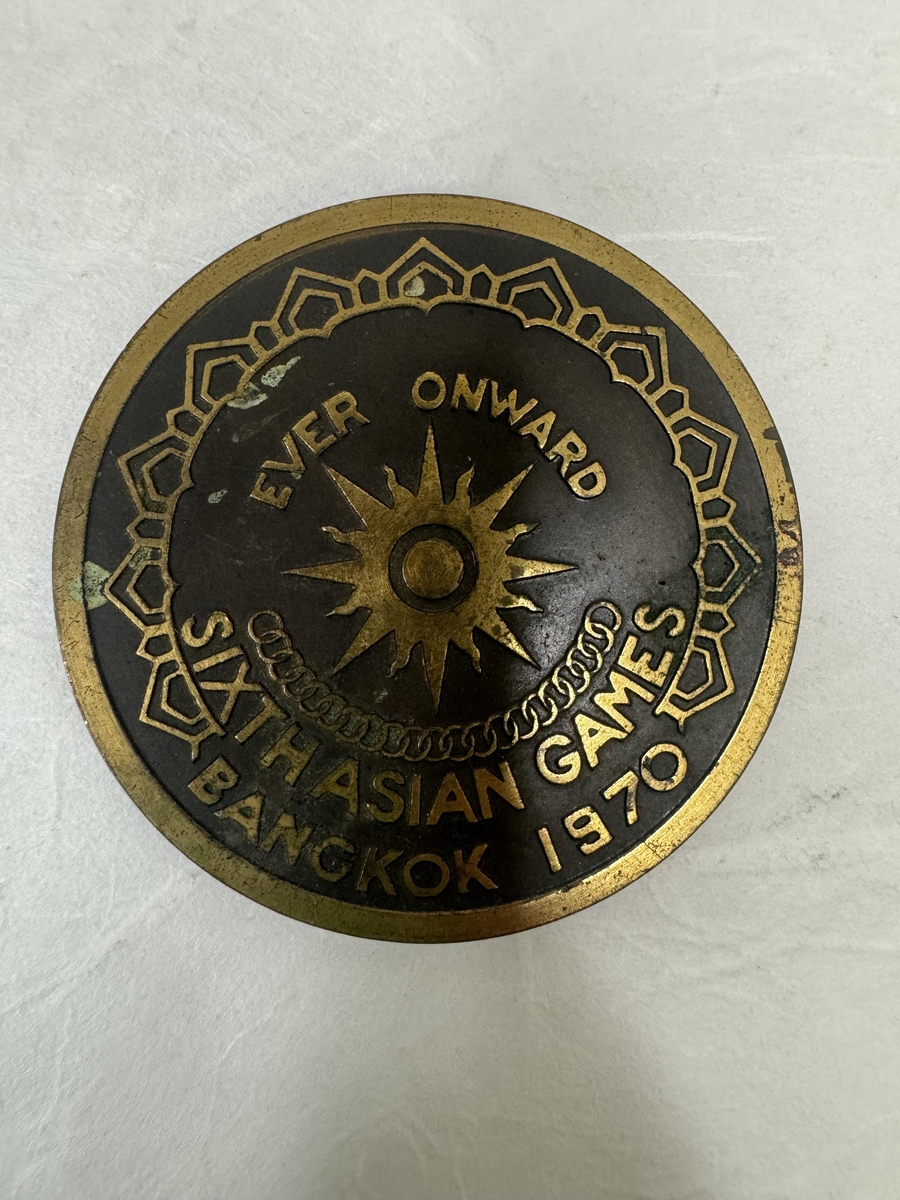 EVER ONWARD
SIXTH ASIAN GAMES
BANGKOK 1970